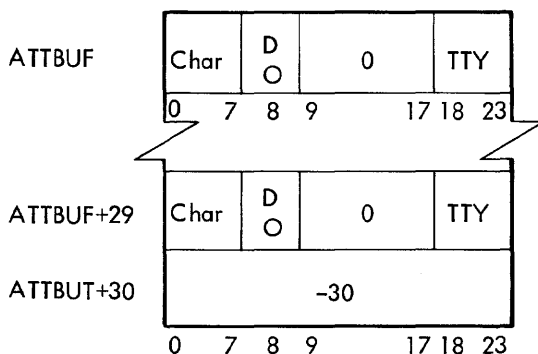 ATTBUF Char D O 0 TTY
0 7 8 9 17 18 23
ATTBUF+29 Char D O 0 TTY
ATTBUT+30 -30
0 7 8 9 17 18 23